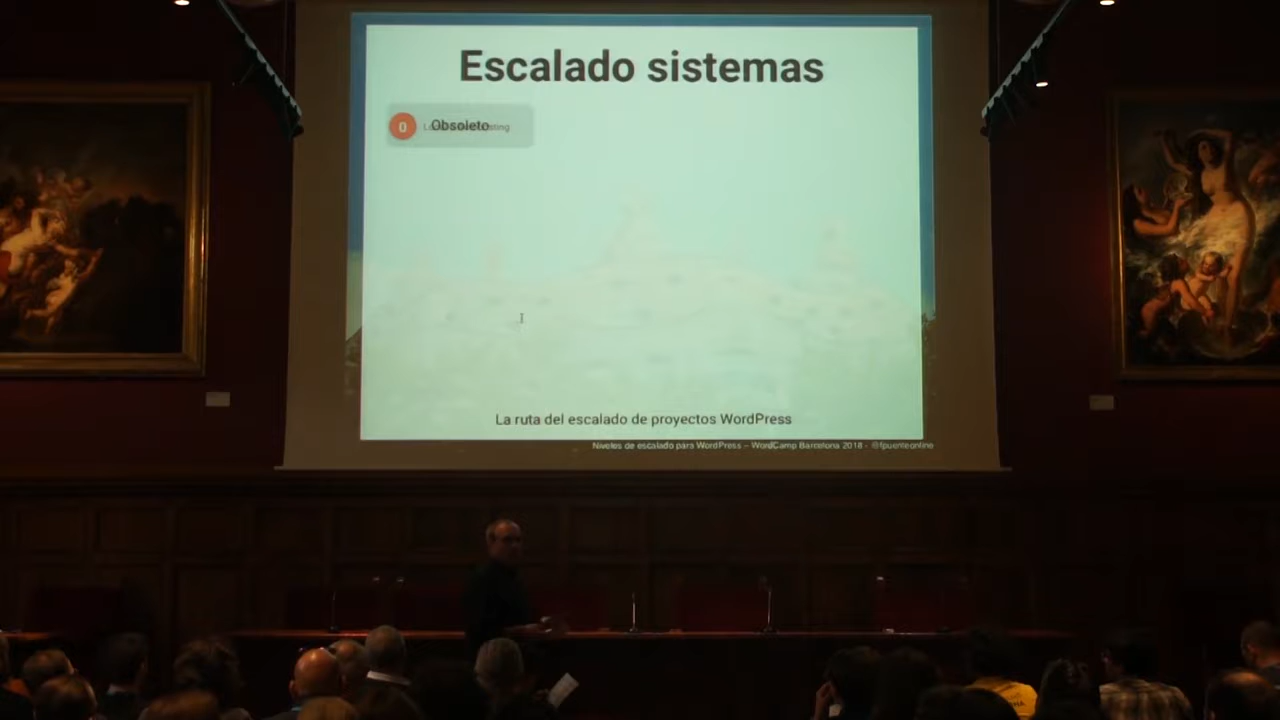 Escalado sistemas
0 Obsoleto
La ruta del escalado de proyectos WordPress
Niveles de escalado para WordPress – WordCamp Barcelona 2018 - @fpuenteonline